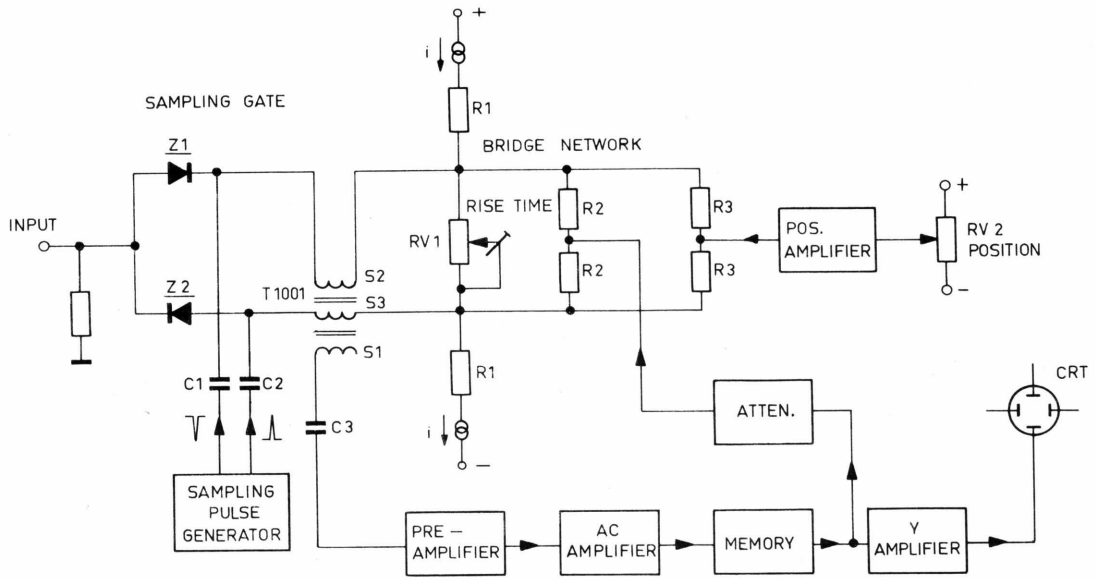 +
i
R1
SAMPLING GATE
Z1
BRIDGE NETWORK
INPUT
RISE TIME
RV 1
R2
R3
+
POS.
AMPLIFIER
RV 2
POSITION
R2
R3
S2
Z2
T1001
S3
−
S1
R1
C1
C2
C3
i
−
ATTEN.
CRT
SAMPLING
PULSE
GENERATOR
PRE −
AMPLIFIER
AC
AMPLIFIER
MEMORY
Y
AMPLIFIER